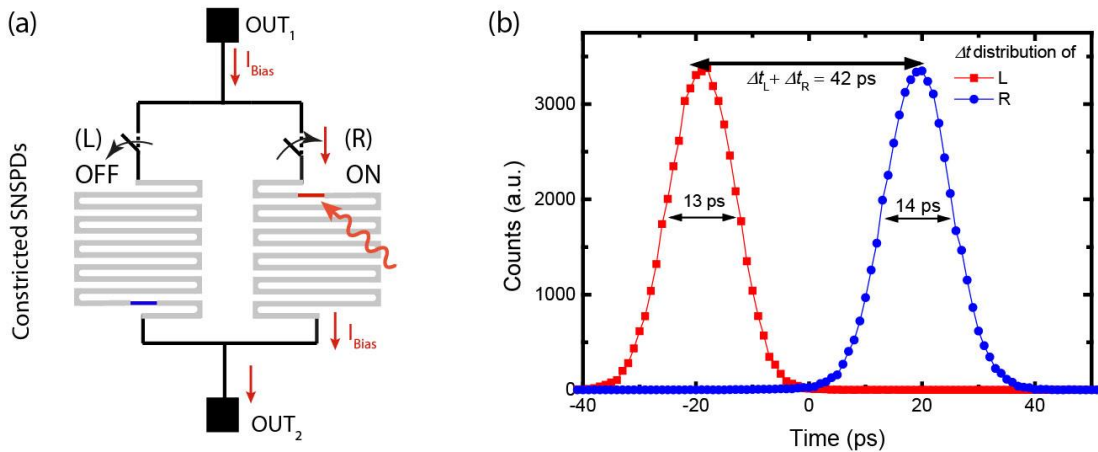 (a)
OUT1
IBias
(L)
OFF
(R)
ON
Constricted SNSPDs
IBias
OUT2
(b)
Δt distribution of
L
R
ΔtL+ ΔtR = 42 ps
13 ps
14 ps
Counts (a.u.)
3000
2000
1000
0
-40
-20
0
20
40
Time (ps)